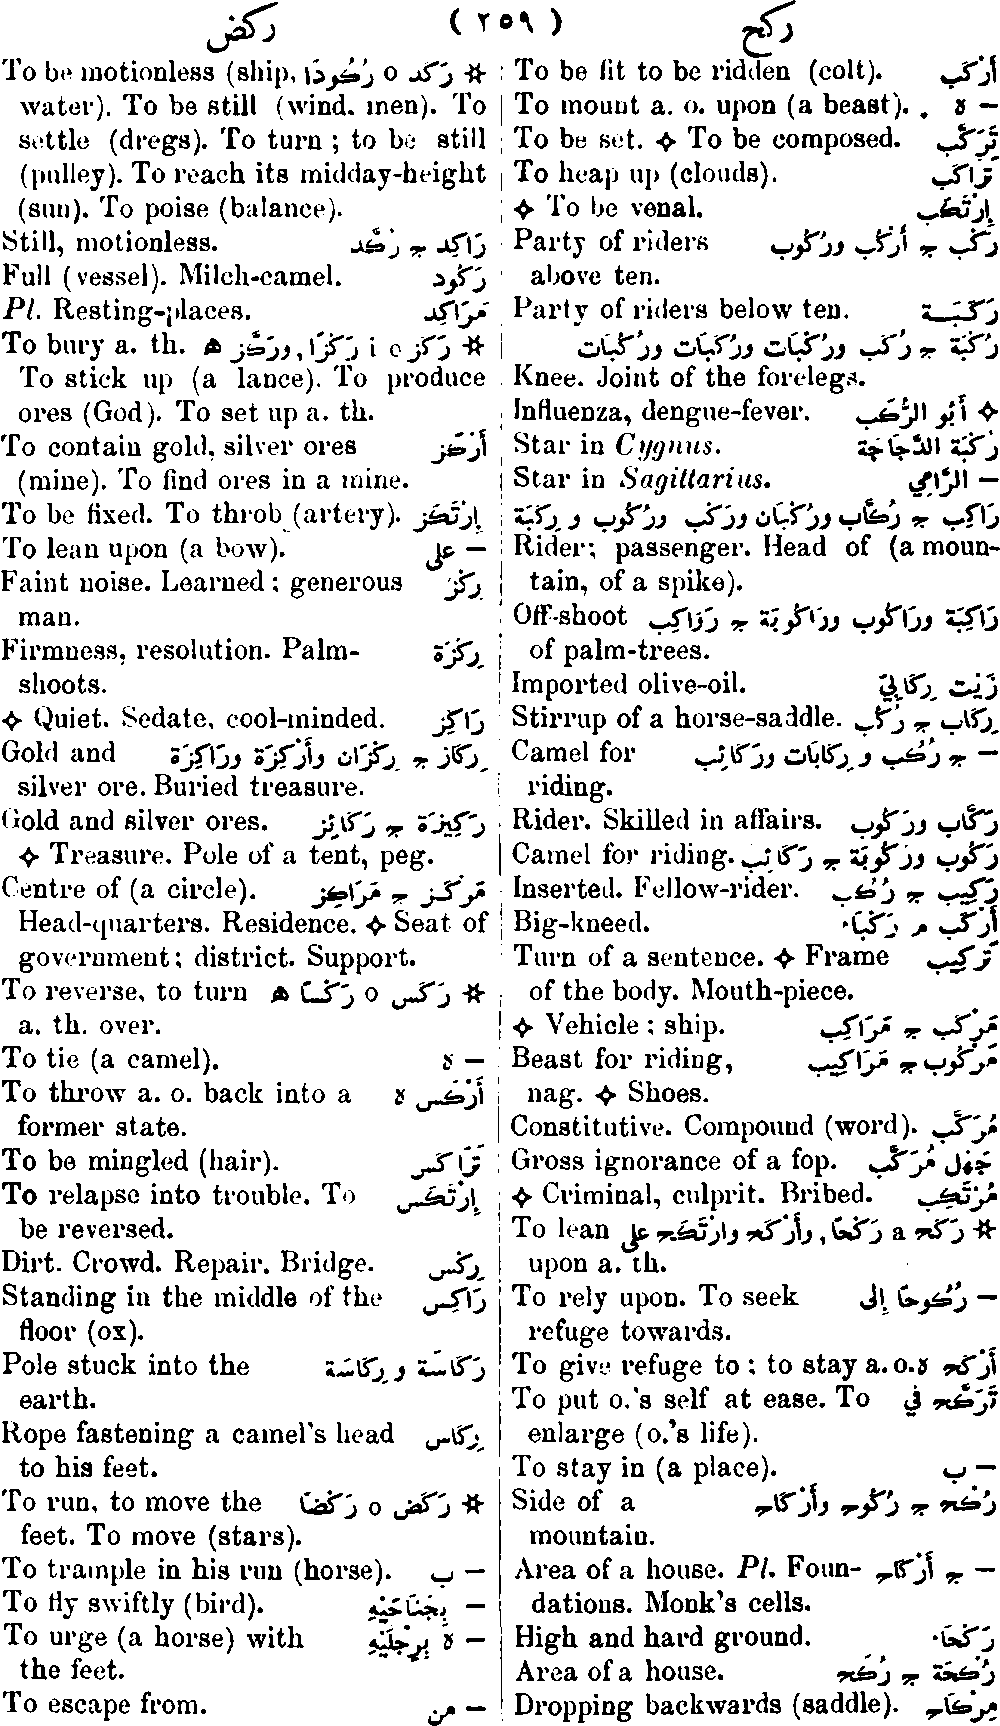 ركح ( ٢٥٩ ) ركض
To be fit to be ridden (colt). أَرْكَب
To mount a. o. upon (a beast). ه –
To be set. ✧ To be composed. تَرَكَّب
To heap up (clouds). تَرَاكَب
✧ To be venal. إِرْتَكَب
Party of riders رَكْب ج أَرْكُب ورُكُوب
above ten.
Party of riders below ten. رَكَبَـة
رُكْبَة ج رُكَب ورُكْبَات ورُكُبَات ورُكَبَات
Knee. Joint of the forelegs.
Influenza, dengue-fever. ✧ أَبُو الرُّكَب
Star in Cygnus. رُكْبَة الدَّجَاجَة
Star in Sagittarius. – الرَّامِي
رَاكِب ج رُكَّاب ورُكْبَان ورَكْب ورُكُوب و رِكَبَة
Rider; passenger. Head of (a moun-
tain, of a spike).
Off-shoot رَاكِبَة ورَاكُوب ورَاكُوبَة ج رَوَاكِب
of palm-trees.
Imported olive-oil. زَيْت رِكَابِيّ
Stirrup of a horse-saddle. رِكَاب ج رُكُب
Camel for – ج رُكُب و رِكَابَات ورَكَائِب
riding.
Rider. Skilled in affairs. رَكَّاب ورَكُوب
Camel for riding. رَكُوب ورَكُوبَة ج رَكَائِب
Inserted. Fellow-rider. رَكِيب ج رُكُب
Big-kneed. أَرْكَب م رَكْبَاء
Turn of a sentence. ✧ Frame تَرْكِيب
of the body. Mouth-piece.
✧ Vehicle; ship. مَرْكَب ج مَرَاكِب
Beast for riding, مَرْكُوب ج مَرَاكِيب
nag. ✧ Shoes.
Constitutive. Compound (word). مُرَكَّب
Gross ignorance of a fop. جَهْل مُرَكَّب
✧ Criminal, culprit. Bribed. مُرْتَكِب
To lean ✲ رَكَح a رَكْحًا, وأَرْكَح وارْتَكَح على
upon a. th.
To rely upon. To seek – رُكُوحًا إِلى
refuge towards.
To give refuge to; to stay a. o. أَرْكَح ه
To put o.'s self at ease. To تَرَكَّح في
enlarge (o.'s life).
To stay in (a place). – ب
Side of a رُكْح ج رُكُوح وأَرْكَاح
mountain.
Area of a house. Pl. Foun- – ج أَرْكَاح
dations. Monk's cells.
High and hard ground. رَكْحَاء
Area of a house. رُكْحَة ج رُكَح
Dropping backwards (saddle). مِرْكَاح
To be motionless (ship, ✲ رَكَد o رُكُودًا
water). To be still (wind, men). To
settle (dregs). To turn; to be still
(pulley). To reach its midday-height
(sun). To poise (balance).
Still, motionless. رَاكِد ج رُكَّد
Full (vessel). Milch-camel. رَكُود
Pl. Resting-places. مَرَاكِد
To bury a. th. ✲ رَكَز i o رَكْزًا, ورَكَّز ه
To stick up (a lance). To produce
ores (God). To set up a. th.
To contain gold, silver ores أَرْكَز
(mine). To find ores in a mine.
To be fixed. To throb (artery). إِرْتَكَز
To lean upon (a bow). – على
Faint noise. Learned; generous رِكْز
man.
Firmness, resolution. Palm- رِكْزَة
shoots.
✧ Quiet. Sedate, cool-minded. رَاكِز
Gold and رِكَاز ج رِكْزَان وأَرْكِزَة ورَاكِزَة
silver ore. Buried treasure.
Gold and silver ores. رَكِيزَة ج رَكَائِز
✧ Treasure. Pole of a tent, peg.
Centre of (a circle). مَرْكَـز ج مَرَاكِز
Head-quarters. Residence. ✧ Seat of
government; district. Support.
To reverse, to turn ✲ رَكَس o رَكْسًا ه
a. th. over.
To tie (a camel). – ه
To throw a. o. back into a أَرْكَس ه
former state.
To be mingled (hair). تَرَاكَس
To relapse into trouble. To إِرْتَكَس
be reversed.
Dirt. Crowd. Repair. Bridge. رِكْس
Standing in the middle of the رَاكِس
floor (ox).
Pole stuck into the رَكَاسَة و رِكَاسَة
earth.
Rope fastening a camel's head رِكَاس
to his feet.
To run, to move the ✲ رَكَض o رَكْضًا
feet. To move (stars).
To trample in his run (horse). – ب
To fly swiftly (bird). – بِجَنَاحَيْهِ
To urge (a horse) with – ه بِرِجْلَيْهِ
the feet.
To escape from. – من